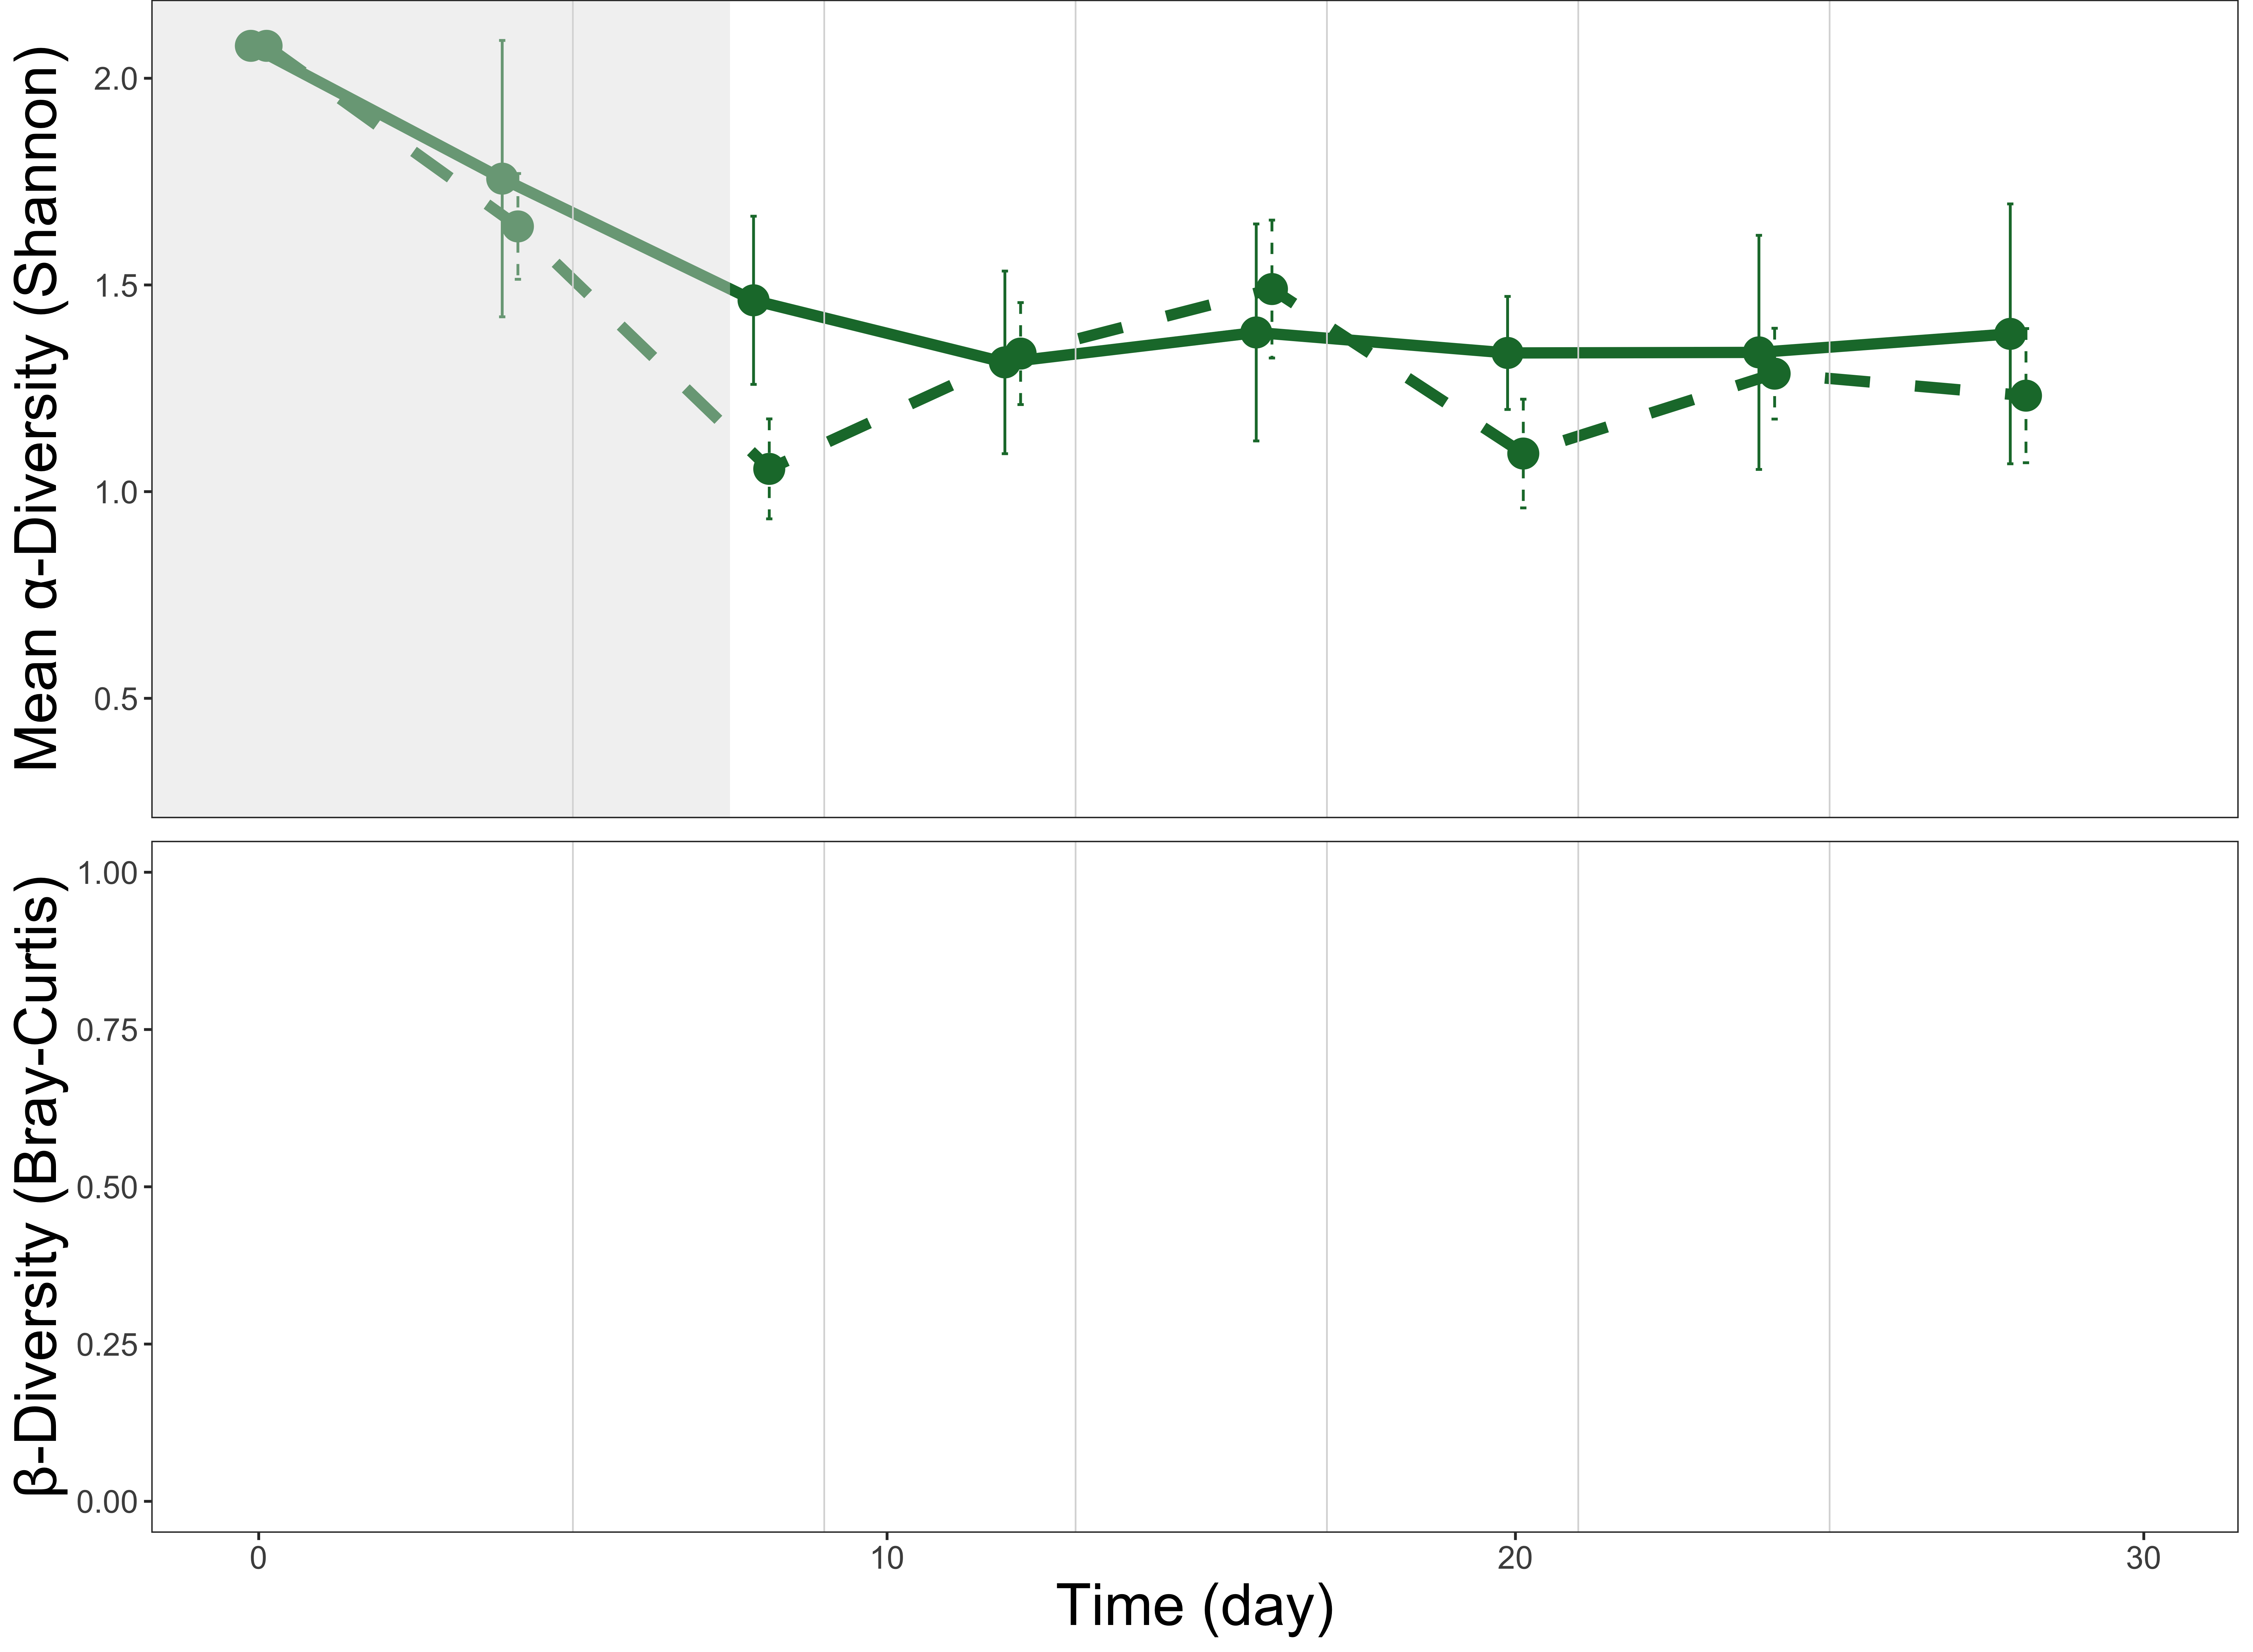 Mean α-Diversity (Shannon)
2.0
1.5
1.0
0.5
β-Diversity (Bray-Curtis)
1.00
0.75
0.50
0.25
0.00
0 10 20 30
Time (day)